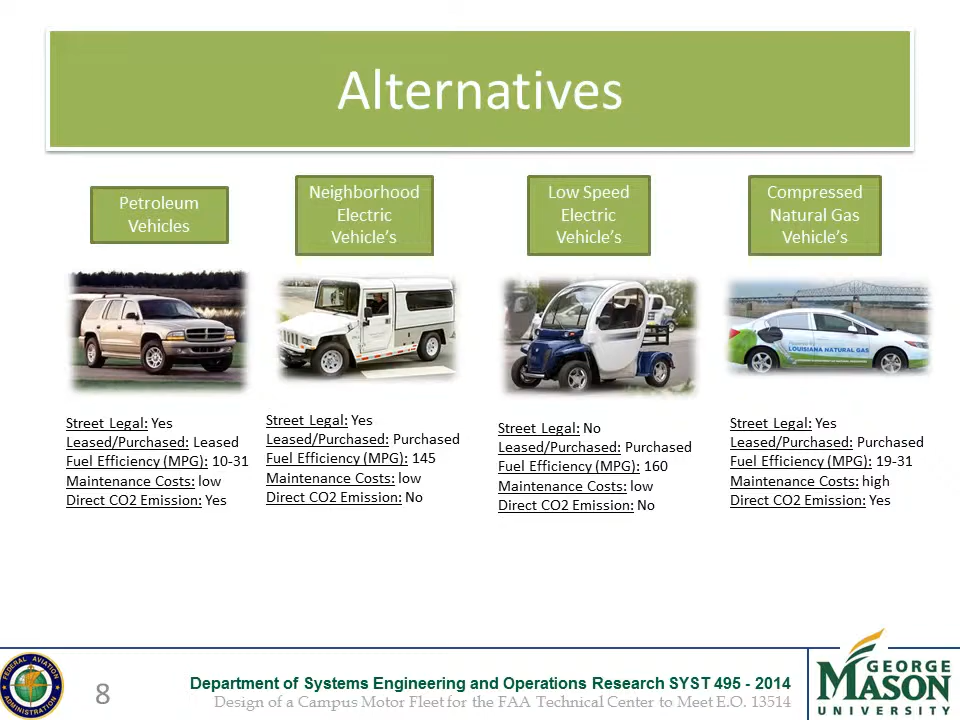 Alternatives
Petroleum
Vehicles
Neighborhood
Electric
Vehicle's
Low Speed
Electric
Vehicle's
Compressed
Natural Gas
Vehicle's
LOUISIANA NATURAL GAS
Street Legal: Yes
Leased/Purchased: Leased
Fuel Efficiency (MPG): 10-31
Maintenance Costs: low
Direct CO2 Emission: Yes
Street Legal: Yes
Leased/Purchased: Purchased
Fuel Efficiency (MPG): 145
Maintenance Costs: low
Direct CO2 Emission: No
Street Legal: No
Leased/Purchased: Purchased
Fuel Efficiency (MPG): 160
Maintenance Costs: low
Direct CO2 Emission: No
Street Legal: Yes
Leased/Purchased: Purchased
Fuel Efficiency (MPG): 19-31
Maintenance Costs: high
Direct CO2 Emission: Yes
FEDERAL AVIATION
ADMINISTRATION
8
Department of Systems Engineering and Operations Research SYST 495 - 2014
Design of a Campus Motor Fleet for the FAA Technical Center to Meet E.O. 13514
GEORGE
MASON
UNIVERSITY